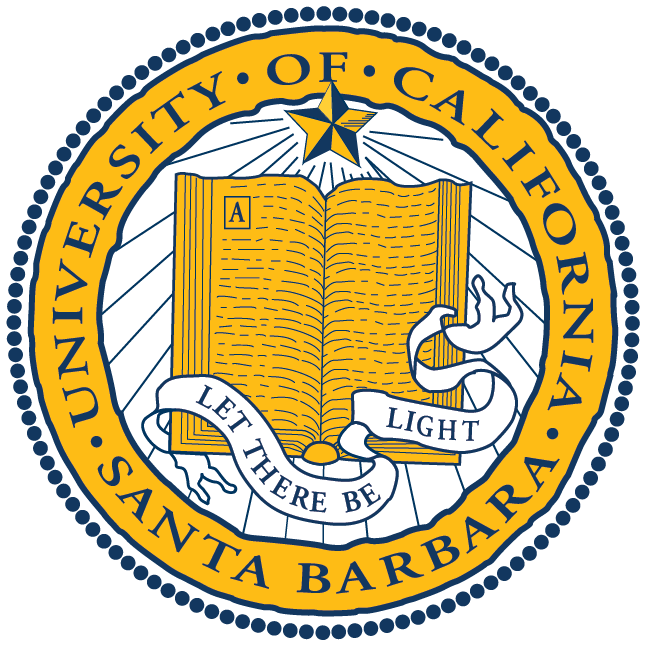 UNIVERSITY · OF · CALIFORNIA
· SANTA BARBARA ·
A
LET THERE BE
LIGHT